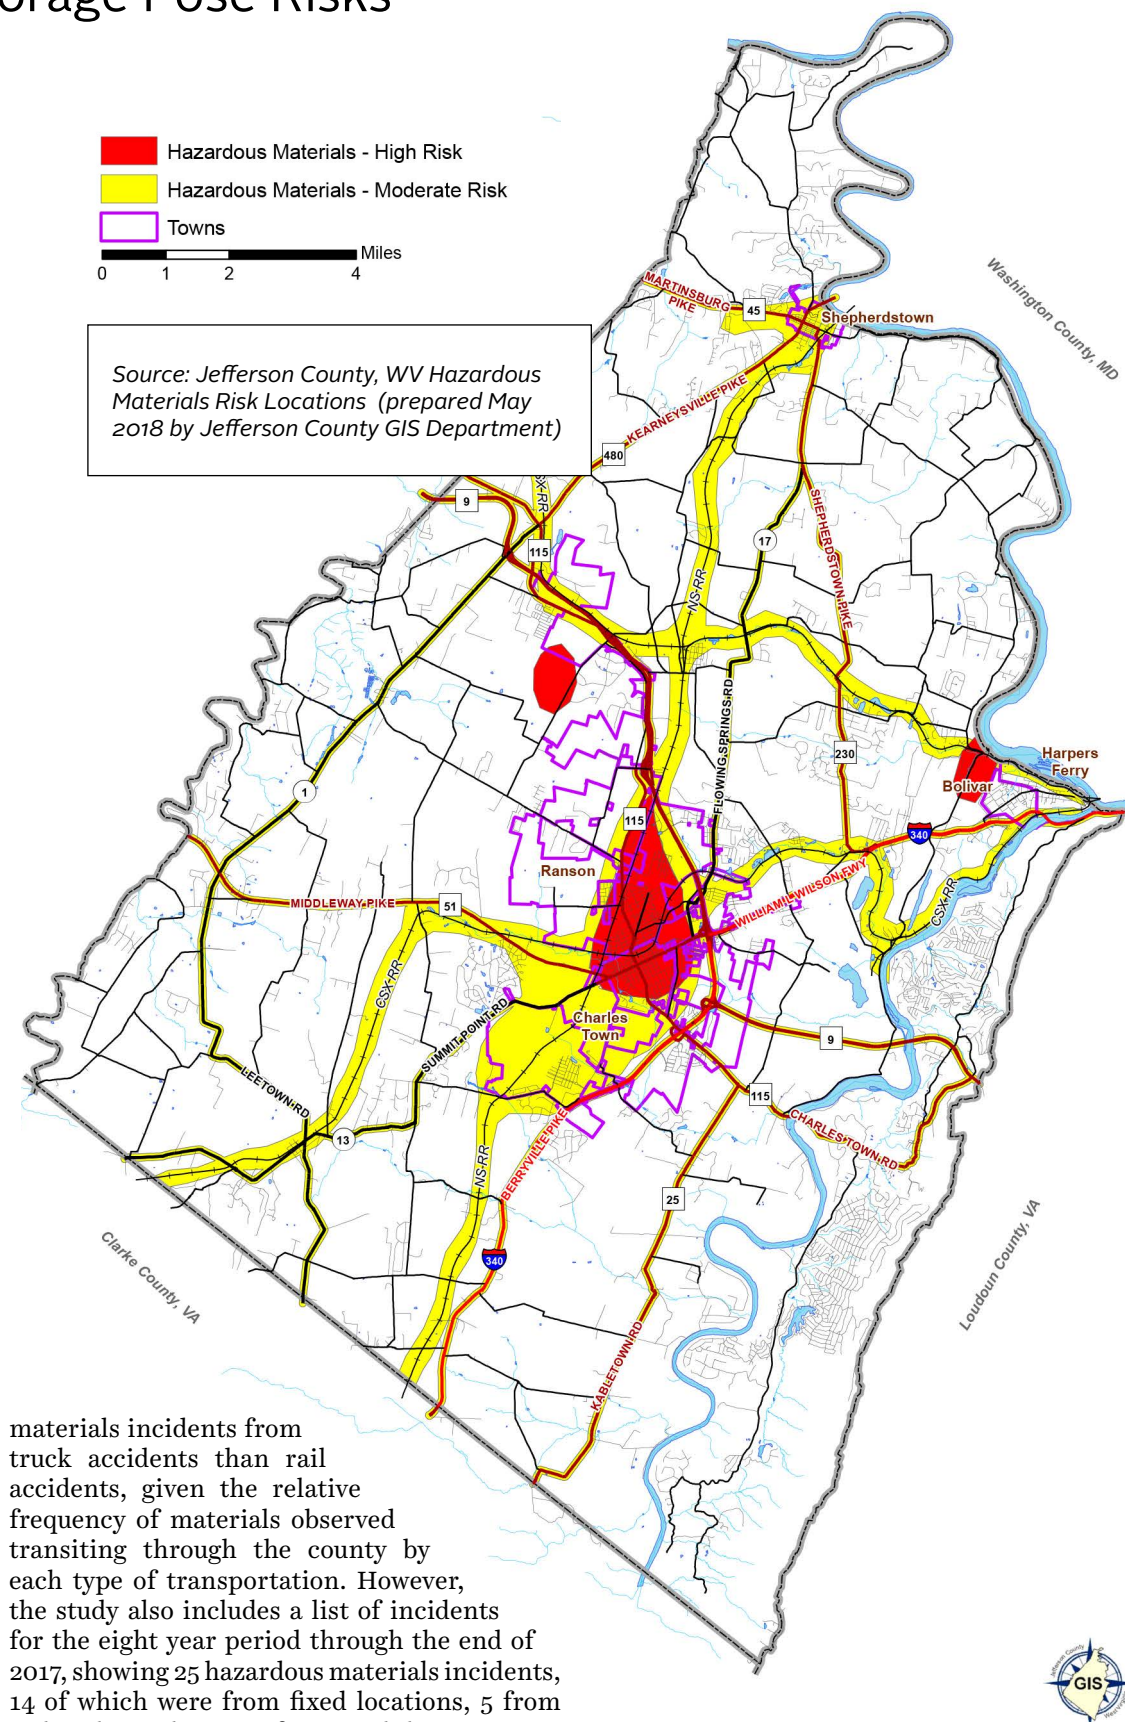 Pose Risks
Hazardous Materials - High Risk
Hazardous Materials - Moderate Risk
Towns
Miles
0 1 2 4
Source: Jefferson County, WV Hazardous
Materials Risk Locations (prepared May
2018 by Jefferson County GIS Department)
Washington County, MD
MARTINSBURG
PIKE
45
Shepherdstown
KEARNEYSVILLE PIKE
480
9
115
NS-RR
17
SHEPHERDSTOWN PIKE
FLOWING SPRINGS RD
230
Harpers
Ferry
Bolivar
340
1
115
Ranson
WILLIAM L WILSON FWY
MIDDLEWAY PIKE
51
CSX-RR
CSX-RR
SUMMIT POINT RD
Charles
Town
9
LEETOWN RD
115
CHARLES TOWN RD
13
NS-RR
BERRYVILLE PIKE
25
340
Clarke County, VA
Loudoun County, VA
KABLETOWN RD
materials incidents from
truck accidents than rail
accidents, given the relative
frequency of materials observed
transiting through the county by
each type of transportation. However,
the study also includes a list of incidents
for the eight year period through the end of
2017, showing 25 hazardous materials incidents,
14 of which were from fixed locations, 5 from
Jefferson County
GIS